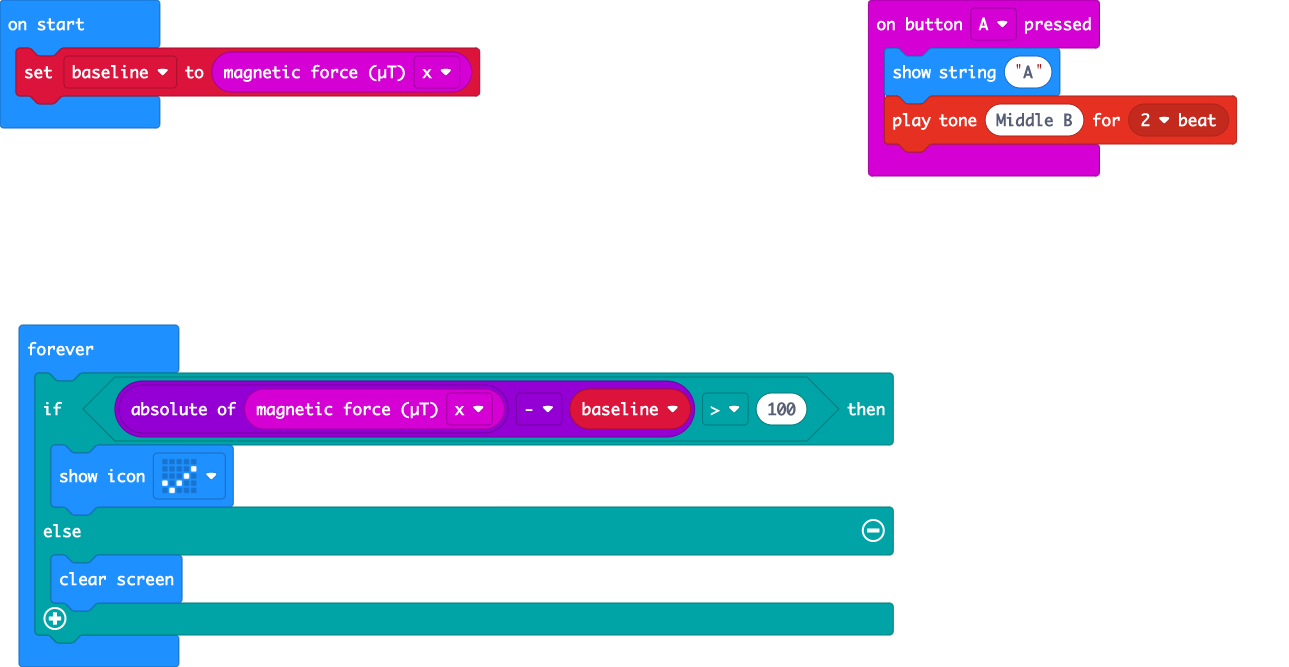 on start
set baseline to magnetic force (µT) x
on button A pressed
show string "A"
play tone Middle B for 2 beat
forever
if absolute of magnetic force (µT) x - baseline > 100 then
show icon
else
clear screen